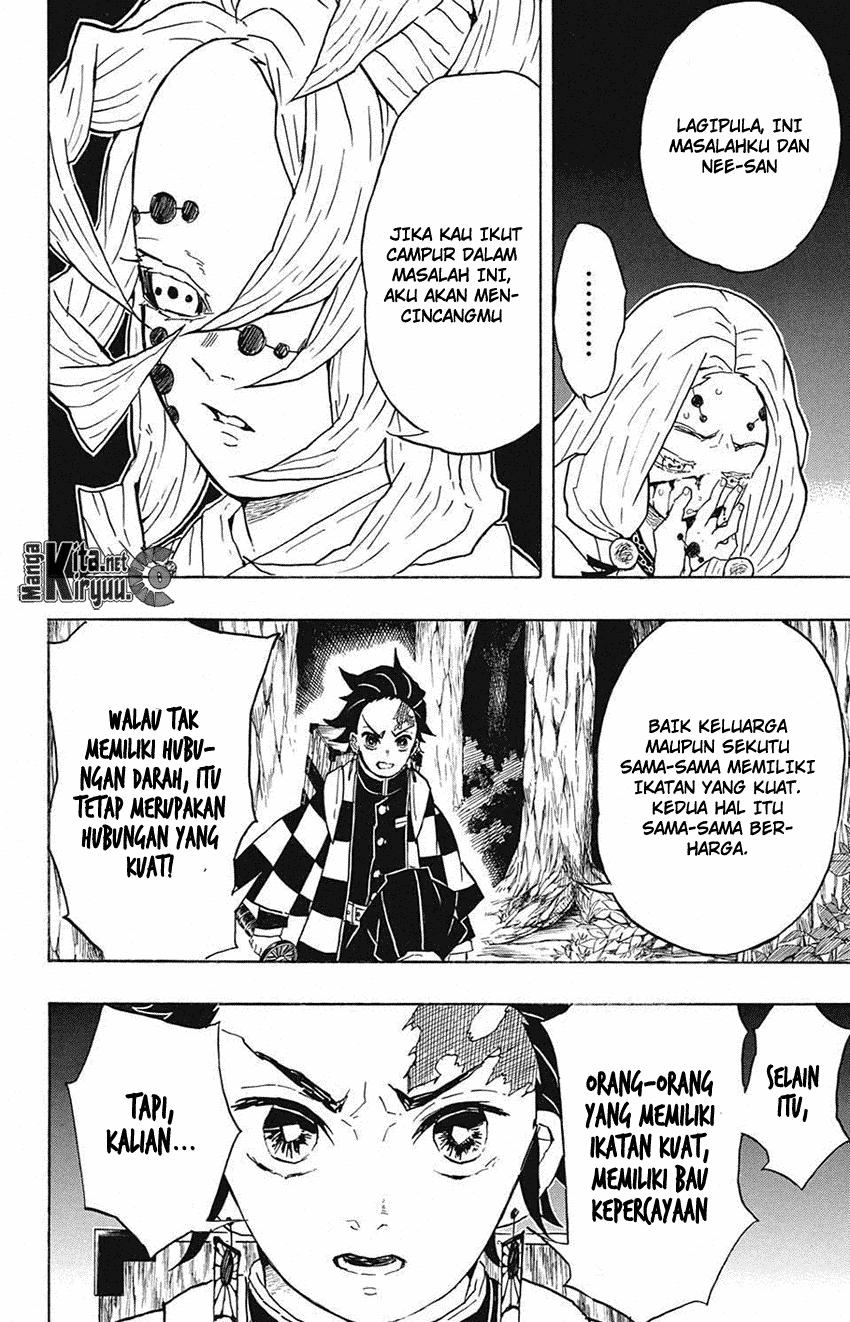 LAGIPULA, INI
MASALAHKU DAN
NEE-SAN
.........
JIKA KAU IKUT
CAMPUR DALAM
MASALAH INI,
AKU AKAN MEN-
CINCANGMU
Manga
Kita.net
Kiryuu.
BAIK KELUARGA
MAUPUN SEKUTU
SAMA-SAMA MEMILIKI
IKATAN YANG KUAT.
KEDUA HAL ITU
SAMA-SAMA BER-
HARGA.
WALAU TAK
MEMILIKI HUBU-
NGAN DARAH, ITU
TETAP MERUPAKAN
HUBUNGAN YANG
KUAT!
SELAIN
ITU,
ORANG-ORANG
YANG MEMILIKI
IKATAN KUAT,
MEMILIKI BAU
KEPERCAYAAN
TAPI,
KALIAN...